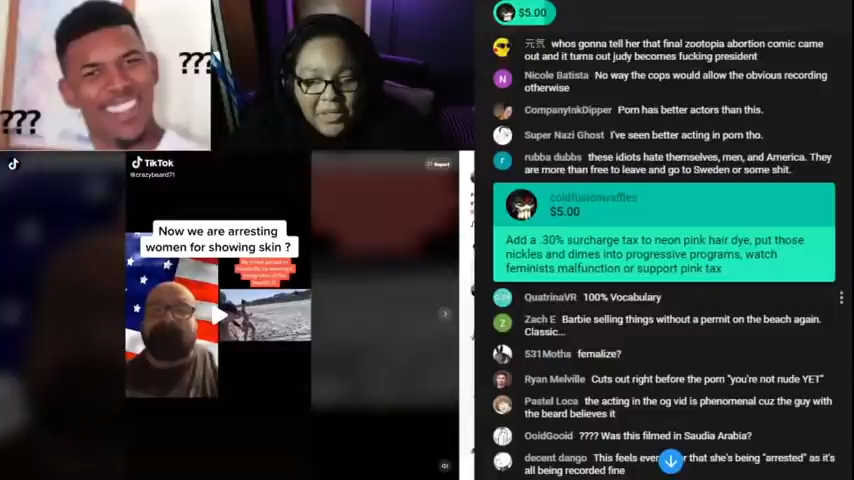 ???
???
TikTok
@crazybeard71
Report
Now we are arresting
women for showing skin ?
$5.00
元気 whos gonna tell her that final zootopia abortion comic came
out and it turns out judy becomes fucking president
Nicole Batista No way the cops would allow the obvious recording
otherwise
CompanyInkDipper Porn has better actors than this.
Super Nazi Ghost I've seen better acting in porn tho.
rubba dubbs these idiots hate themselves, men, and America. They
are more than free to leave and go to Sweden or some shit.
coldfusionwaffles
$5.00
Add a .30% surcharge tax to neon pink hair dye, put those
nickles and dimes into progressive programs, watch
feminists malfunction or support pink tax
QuatrinaVR 100% Vocabulary
Zach E Barbie selling things without a permit on the beach again.
Classic...
531Moths femalize?
Ryan Melville Cuts out right before the porn "you're not nude YET"
Pastel Loca the acting in the og vid is phenomenal cuz the guy with
the beard believes it
OoidGooid ???? Was this filmed in Saudia Arabia?
decent dango This feels that she's being "arrested" as it's
all being recorded fine